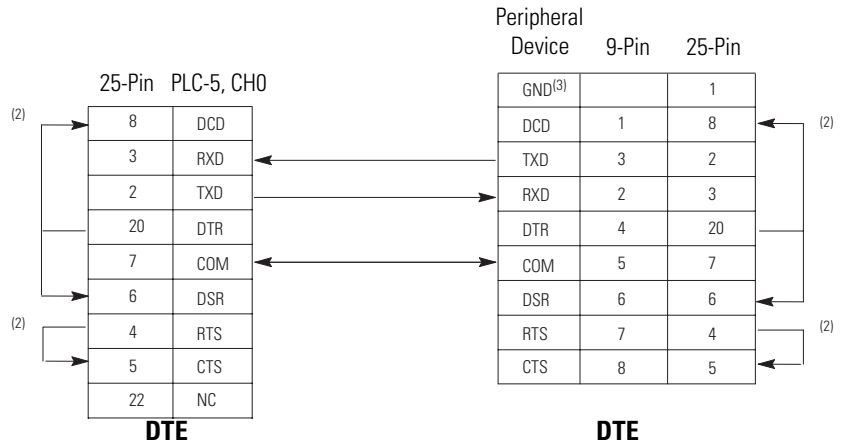 Peripheral
Device 9-Pin 25-Pin
25-Pin PLC-5, CH0
GND(3) 1
(2) 8 DCD DCD 1 8 (2)
3 RXD TXD 3 2
2 TXD RXD 2 3
20 DTR DTR 4 20
7 COM COM 5 7
6 DSR DSR 6 6
(2) 4 RTS RTS 7 4 (2)
5 CTS CTS 8 5
22 NC
DTE DTE